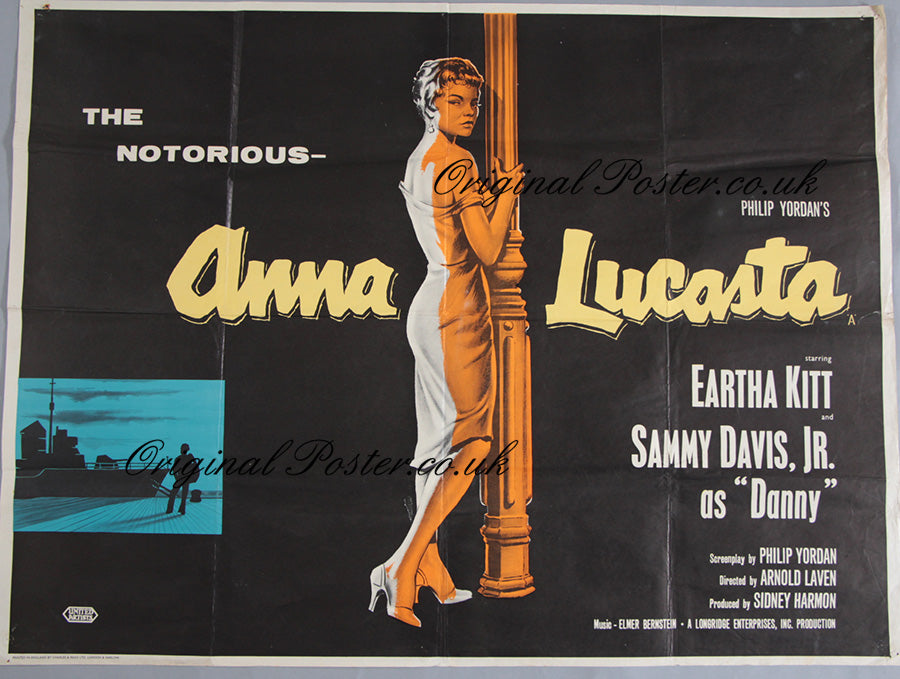 THE
NOTORIOUS–
Original Poster.co.uk
PHILIP YORDAN'S
Anna Lucasta
A
starring
EARTHA KITT
and
SAMMY DAVIS, JR.
as "Danny"
Original Poster.co.uk
Screenplay by PHILIP YORDAN
Directed by ARNOLD LAVEN
Produced by SIDNEY HARMON
UNITED ARTISTS
Music - ELMER BERNSTEIN • A LONGRIDGE ENTERPRISES, INC. PRODUCTION